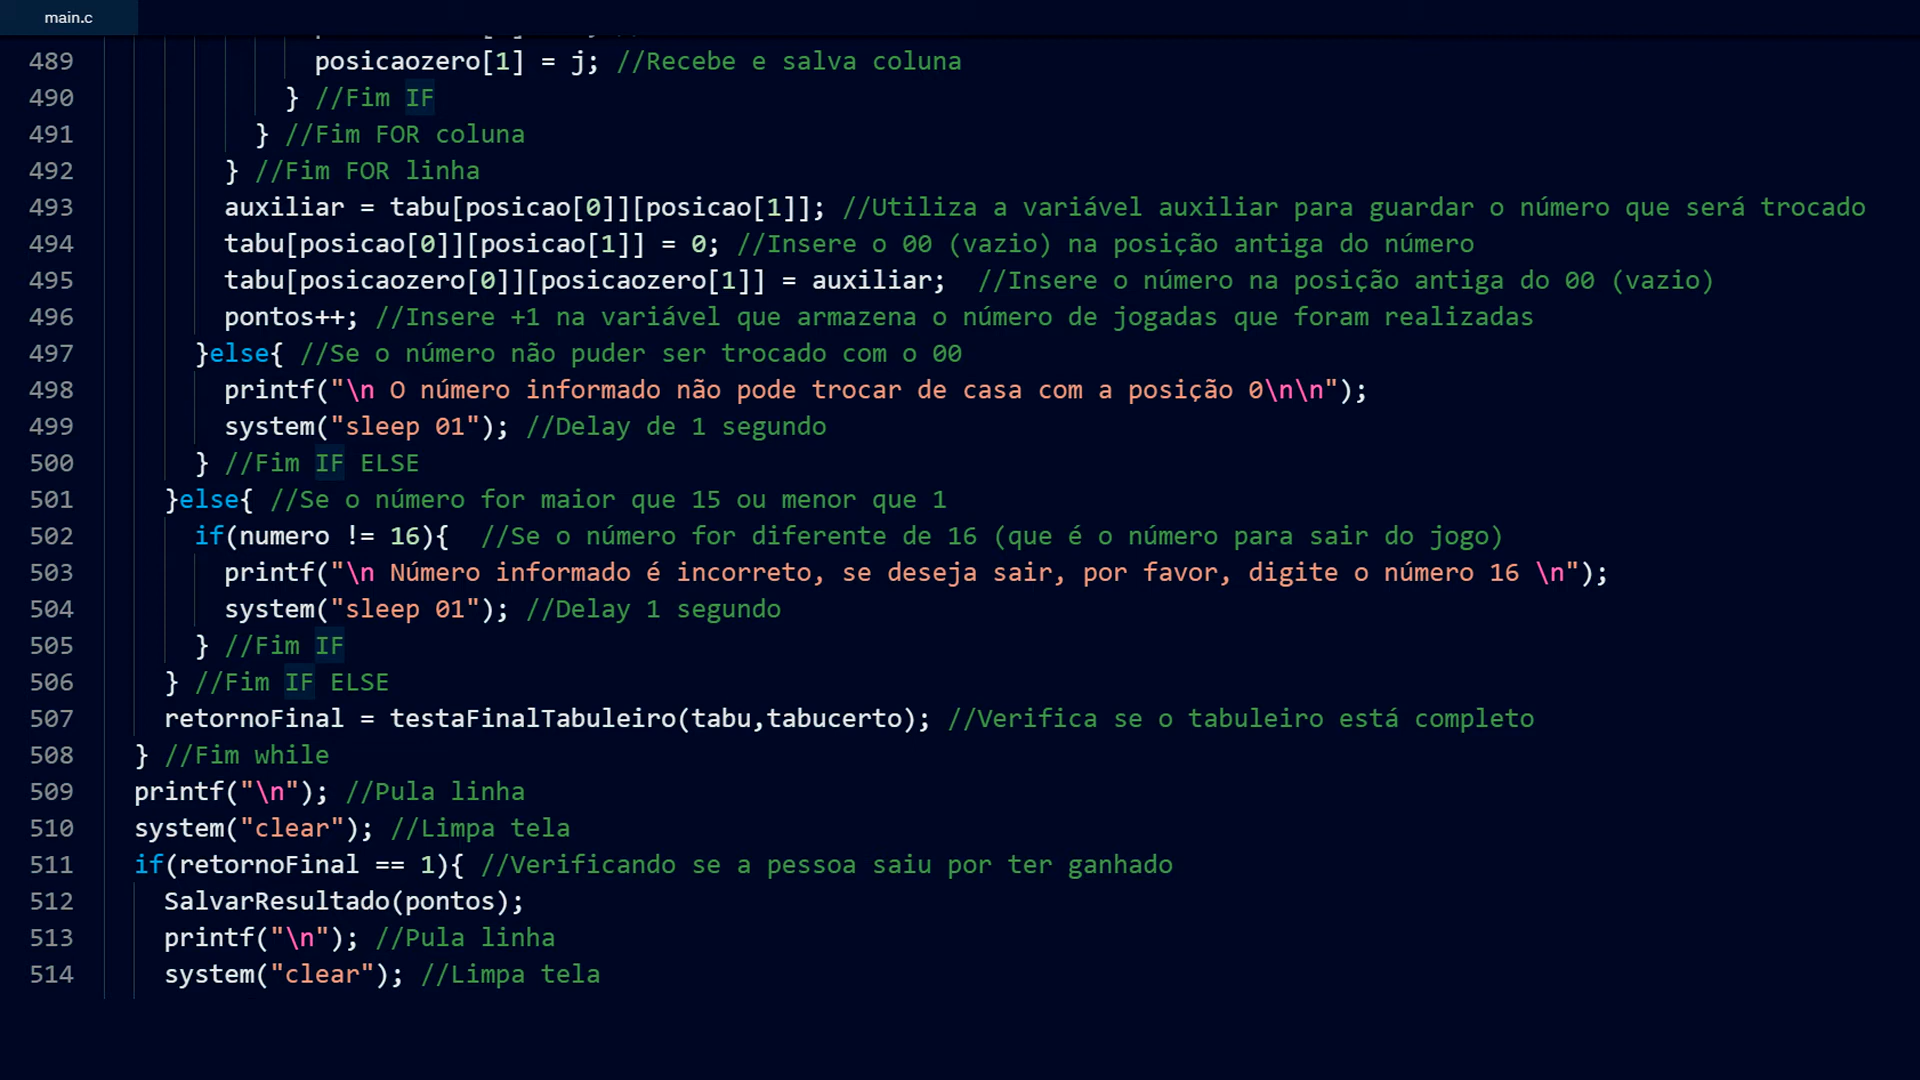 main.c
489 posicaozero[1] = j; //Recebe e salva coluna
490 } //Fim IF
491 } //Fim FOR coluna
492 } //Fim FOR linha
493 auxiliar = tabu[posicao[0]][posicao[1]]; //Utiliza a variável auxiliar para guardar o número que será trocado
494 tabu[posicao[0]][posicao[1]] = 0; //Insere o 00 (vazio) na posição antiga do número
495 tabu[posicaozero[0]][posicaozero[1]] = auxiliar;  //Insere o número na posição antiga do 00 (vazio)
496 pontos++; //Insere +1 na variável que armazena o número de jogadas que foram realizadas
497 }else{ //Se o número não puder ser trocado com o 00
498 printf("\n O número informado não pode trocar de casa com a posição 0\n\n");
499 system("sleep 01"); //Delay de 1 segundo
500 } //Fim IF ELSE
501 }else{ //Se o número for maior que 15 ou menor que 1
502 if(numero != 16){  //Se o número for diferente de 16 (que é o número para sair do jogo)
503 printf("\n Número informado é incorreto, se deseja sair, por favor, digite o número 16 \n");
504 system("sleep 01"); //Delay 1 segundo
505 } //Fim IF
506 } //Fim IF ELSE
507 retornoFinal = testaFinalTabuleiro(tabu,tabucerto); //Verifica se o tabuleiro está completo
508 } //Fim while
509 printf("\n"); //Pula linha
510 system("clear"); //Limpa tela
511 if(retornoFinal == 1){ //Verificando se a pessoa saiu por ter ganhado
512 SalvarResultado(pontos);
513 printf("\n"); //Pula linha
514 system("clear"); //Limpa tela